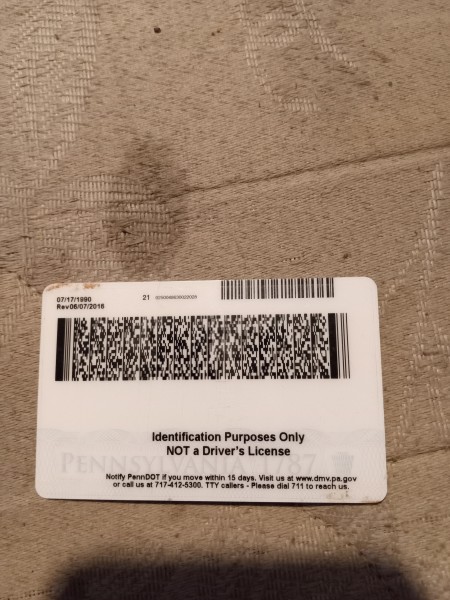 07/17/1990
Rev06/07/2016
21
Identification Purposes Only
NOT a Driver's License
PENNSYLVANIA 1787
Notify PennDOT if you move within 15 days. Visit us at www.dmv.pa.gov
or call us at 717-412-5300. TTY callers - Please dial 711 to reach us.